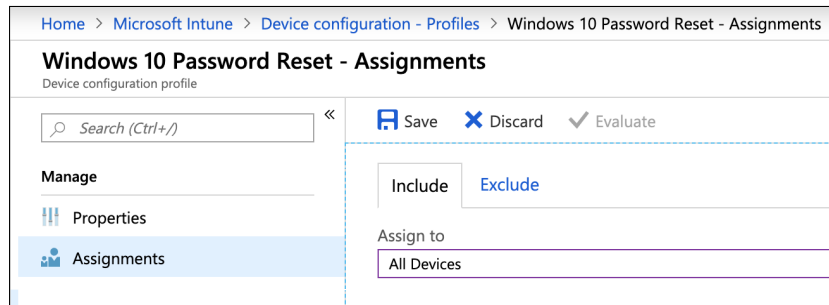 Home > Microsoft Intune > Device configuration - Profiles > Windows 10 Password Reset - Assignments
Windows 10 Password Reset - Assignments
Device configuration profile
Search (Ctrl+/)
«
Save Discard Evaluate
Manage
Include Exclude
Properties
Assign to
Assignments
All Devices